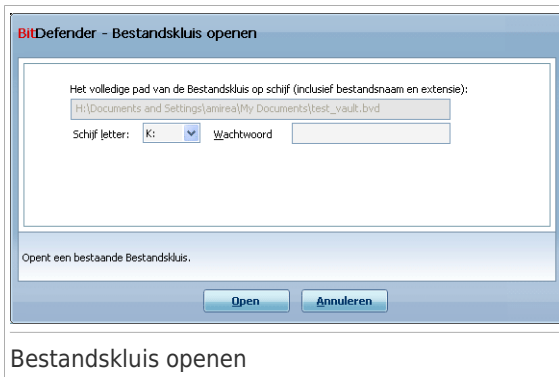 BitDefender - Bestandskluis openen
Het volledige pad van de Bestandskluis op schijf (inclusief bestandsnaam en extensie):
H:\Documents and Settings\amirea\My Documents\test_vault.bvd
Schijf letter: K: Wachtwoord
Opent een bestaande Bestandskluis.
Open Annuleren
Bestandskluis openen